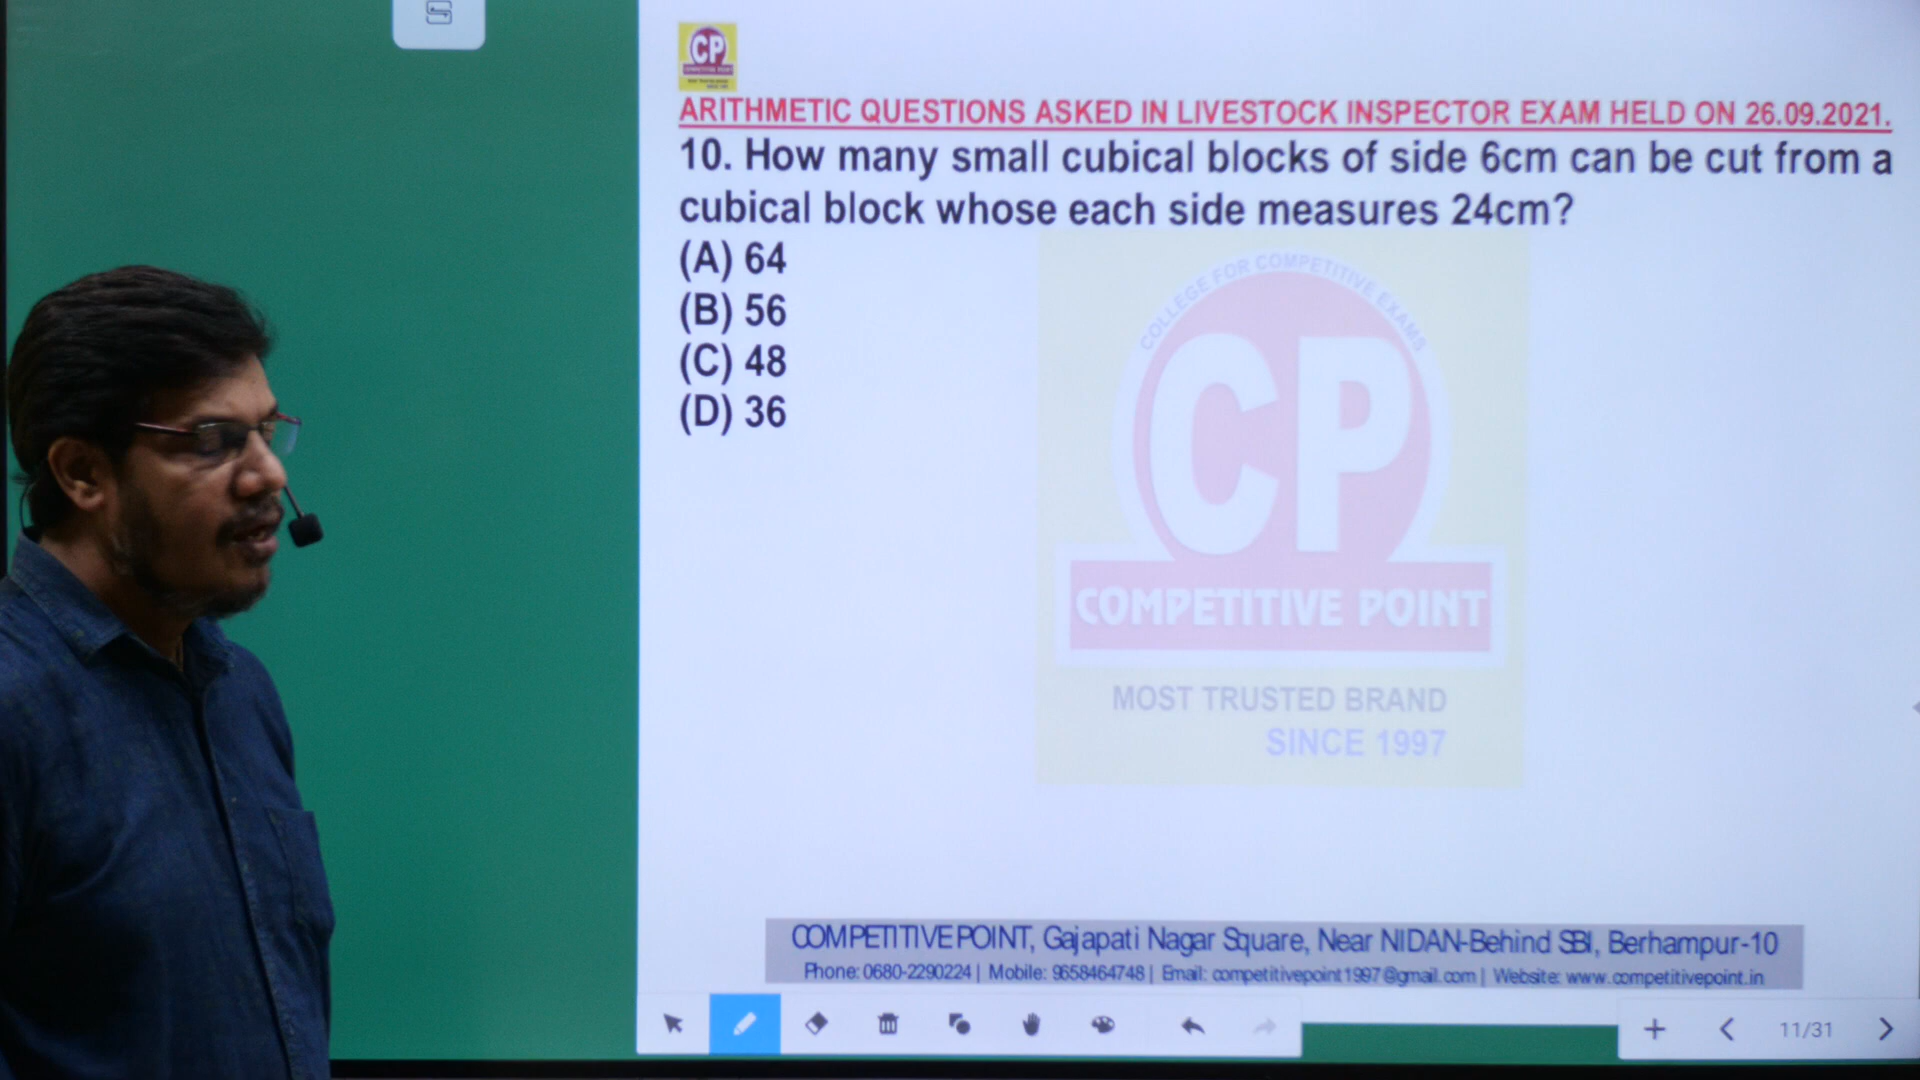 CP
ARITHMETIC QUESTIONS ASKED IN LIVESTOCK INSPECTOR EXAM HELD ON 26.09.2021.
10. How many small cubical blocks of side 6cm can be cut from a
cubical block whose each side measures 24cm?
(A) 64
(B) 56
(C) 48
(D) 36
COLLEGE FOR COMPETITIVE EXAMS
CP
COMPETITIVE POINT
MOST TRUSTED BRAND
SINCE 1997
COMPETITIVE POINT, Gajapati Nagar Square, Near NIDAN-Behind SBI, Berhampur-10
Phone: 0680-2290224 | Mobile: 9658464748 | Email: competitivepoint1997@gmail.com | Website: www.competitivepoint.in
11/31